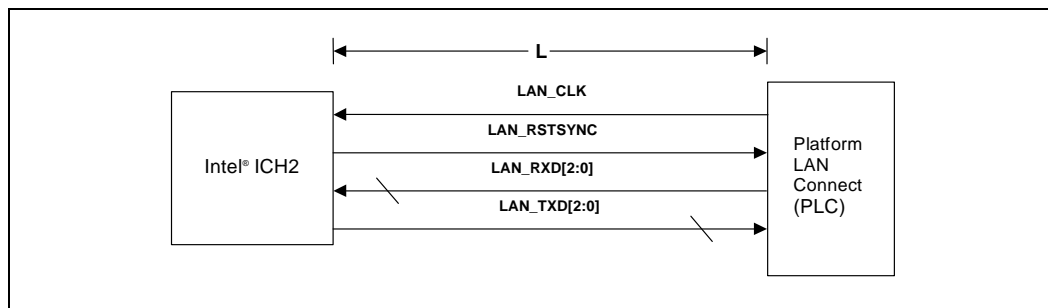 L
LAN_CLK
LAN_RSTSYNC
LAN_RXD[2:0]
LAN_TXD[2:0]
Intel® ICH2
Platform
LAN
Connect
(PLC)